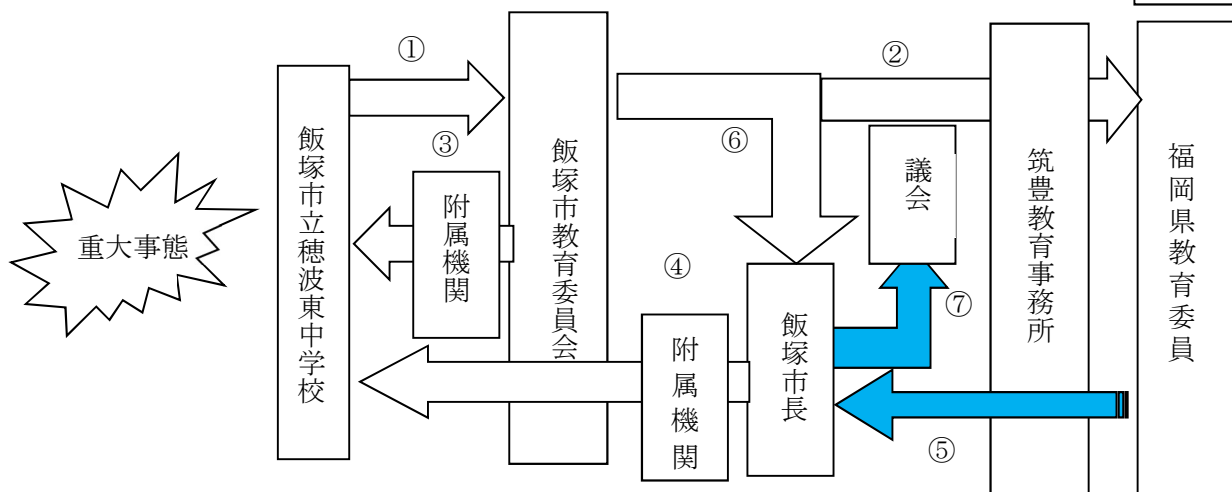 重大事態
飯塚市立穂波東中学校
①
③
附属機関
飯塚市教育委員会
②
⑥
議会
④
附属機関
飯塚市長
⑦
⑤
筑豊教育事務所
福岡県教育委員